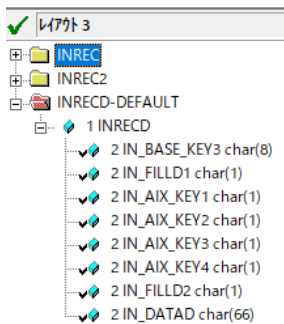 レイアウト 3
INREC
INREC2
INRECD-DEFAULT
1 INRECD
2 IN_BASE_KEY3 char(8)
2 IN_FILLD1 char(1)
2 IN_AIX_KEY1 char(1)
2 IN_AIX_KEY2 char(1)
2 IN_AIX_KEY3 char(1)
2 IN_AIX_KEY4 char(1)
2 IN_FILLD2 char(1)
2 IN_DATAD char(66)